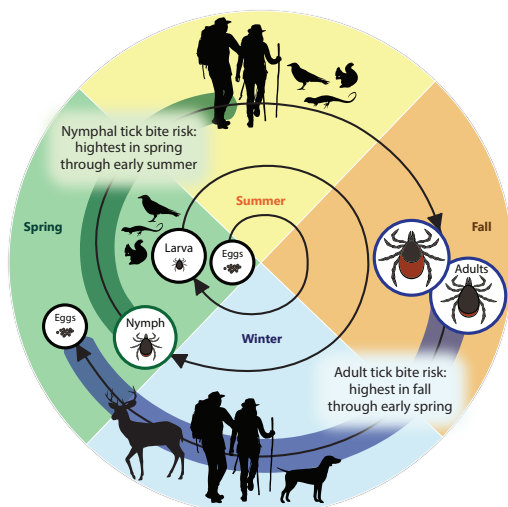 Nymphal tick bite risk:
hightest in spring
through early summer
Summer
Spring
Fall
Larva
Eggs
Adults
Eggs
Nymph
Winter
Adult tick bite risk:
highest in fall
through early spring